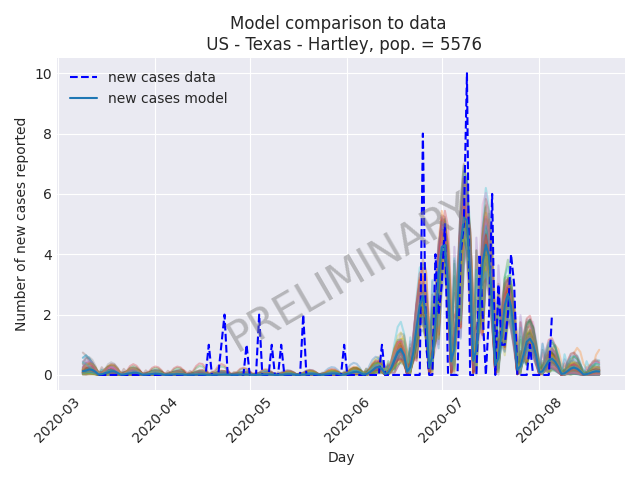 Model comparison to data
US - Texas - Hartley, pop. = 5576
new cases data
new cases model
Number of new cases reported
10
8
6
4
2
0
PRELIMINARY
2020-03
2020-04
2020-05
2020-06
2020-07
2020-08
Day